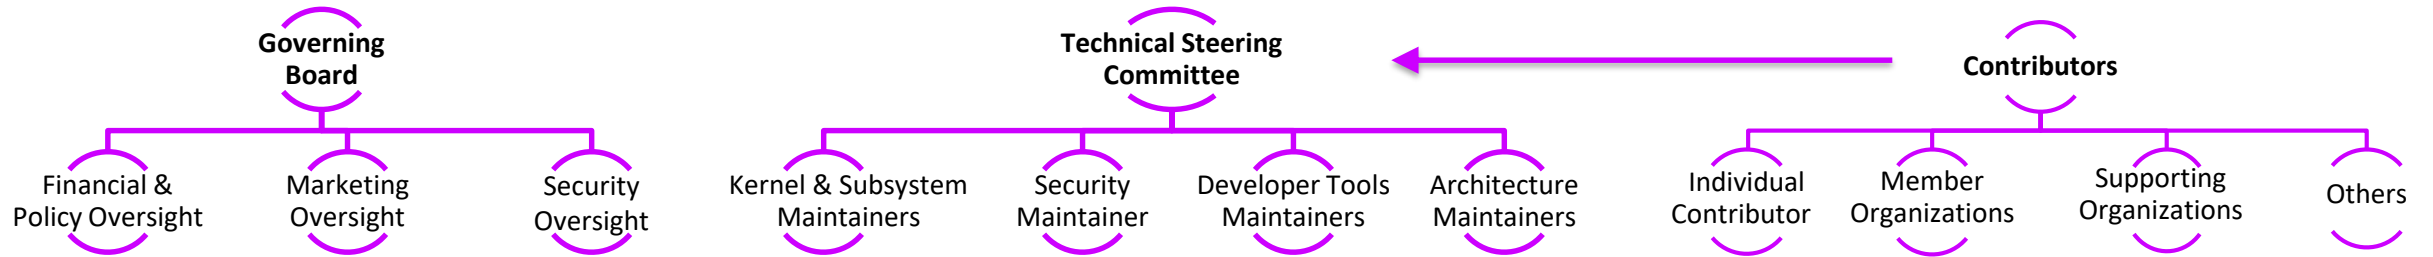 Governing
Board
Financial &
Policy Oversight
Marketing
Oversight
Security
Oversight
Technical Steering
Committee
Kernel & Subsystem
Maintainers
Security
Maintainer
Developer Tools
Maintainers
Architecture
Maintainers
Contributors
Individual
Contributor
Member
Organizations
Supporting
Organizations
Others